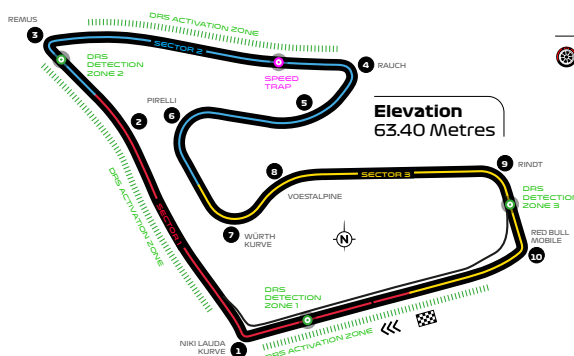 REMUS
3
DRS ACTIVATION ZONE
SECTOR 2
DRS
DETECTION
ZONE 2
SPEED
TRAP
4
RAUCH
PIRELLI
6
5
2
Elevation
63.40 Metres
DRS ACTIVATION ZONE
SECTOR 1
8
VOESTALPINE
SECTOR 3
9
RINDT
DRS
DETECTION
ZONE 3
7
WÜRTH
KURVE
N
RED BULL
MOBILE
10
DRS
DETECTION
ZONE 1
NIKI LAUDA
KURVE
1
DRS ACTIVATION ZONE